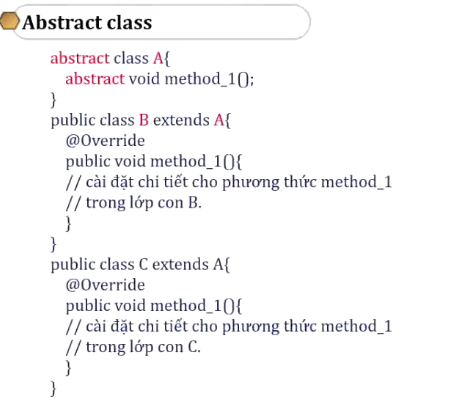 Abstract class
abstract class A{
abstract void method_1();
}
public class B extends A{
@Override
public void method_1(){
// cài đặt chi tiết cho phương thức method_1
// trong lớp con B.
}
}
public class C extends A{
@Override
public void method_1(){
// cài đặt chi tiết cho phương thức method_1
// trong lớp con C.
}
}